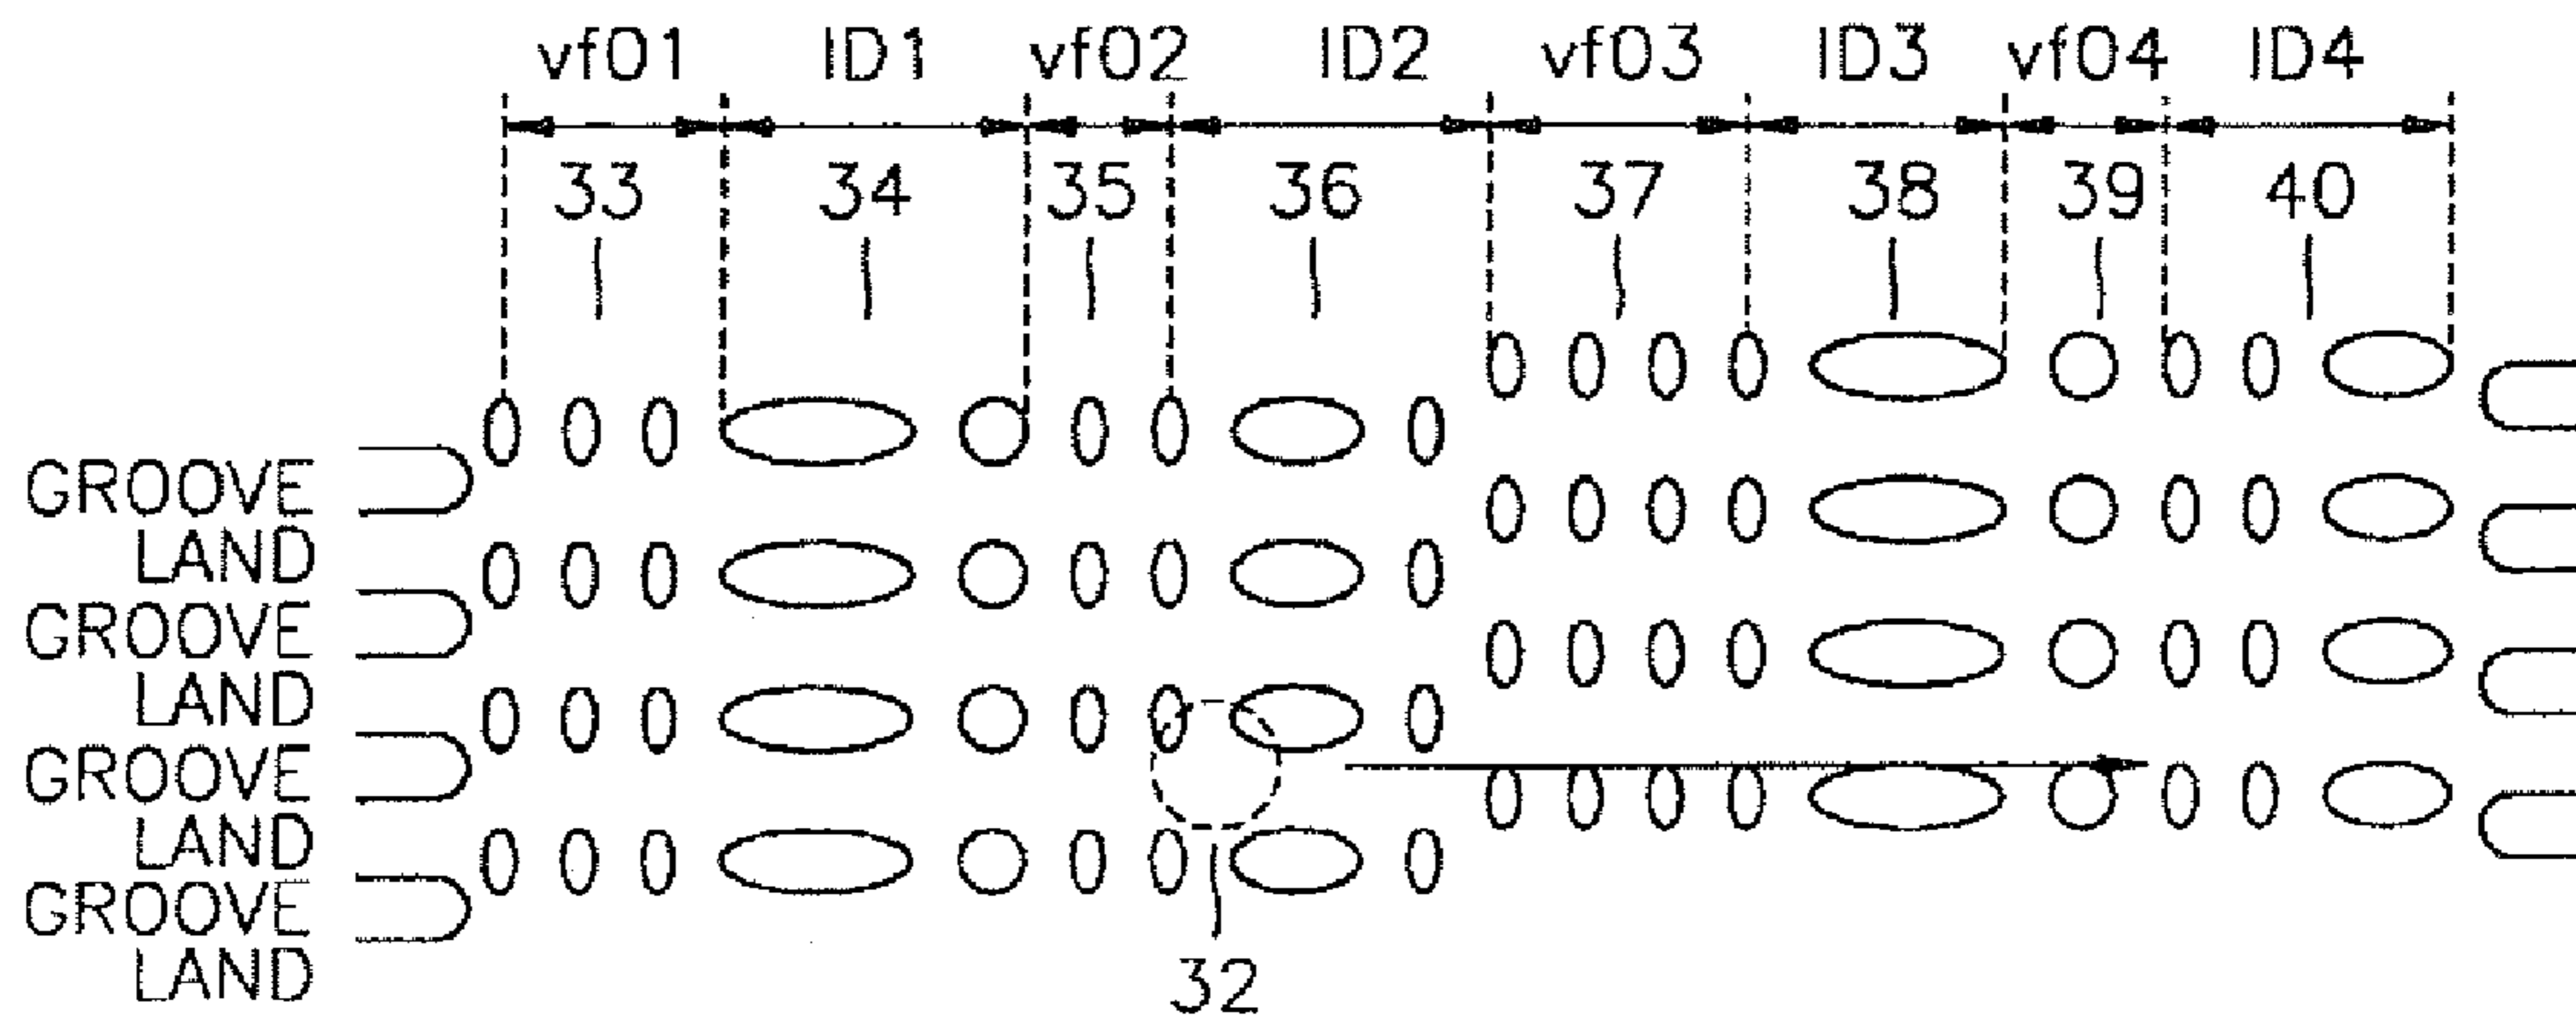 vf01 ID1 vf02 ID2 vf03 ID3 vf04 ID4
33 34 35 36 37 38 39 40
GROOVE
LAND
GROOVE
LAND
GROOVE
LAND
GROOVE
LAND
32